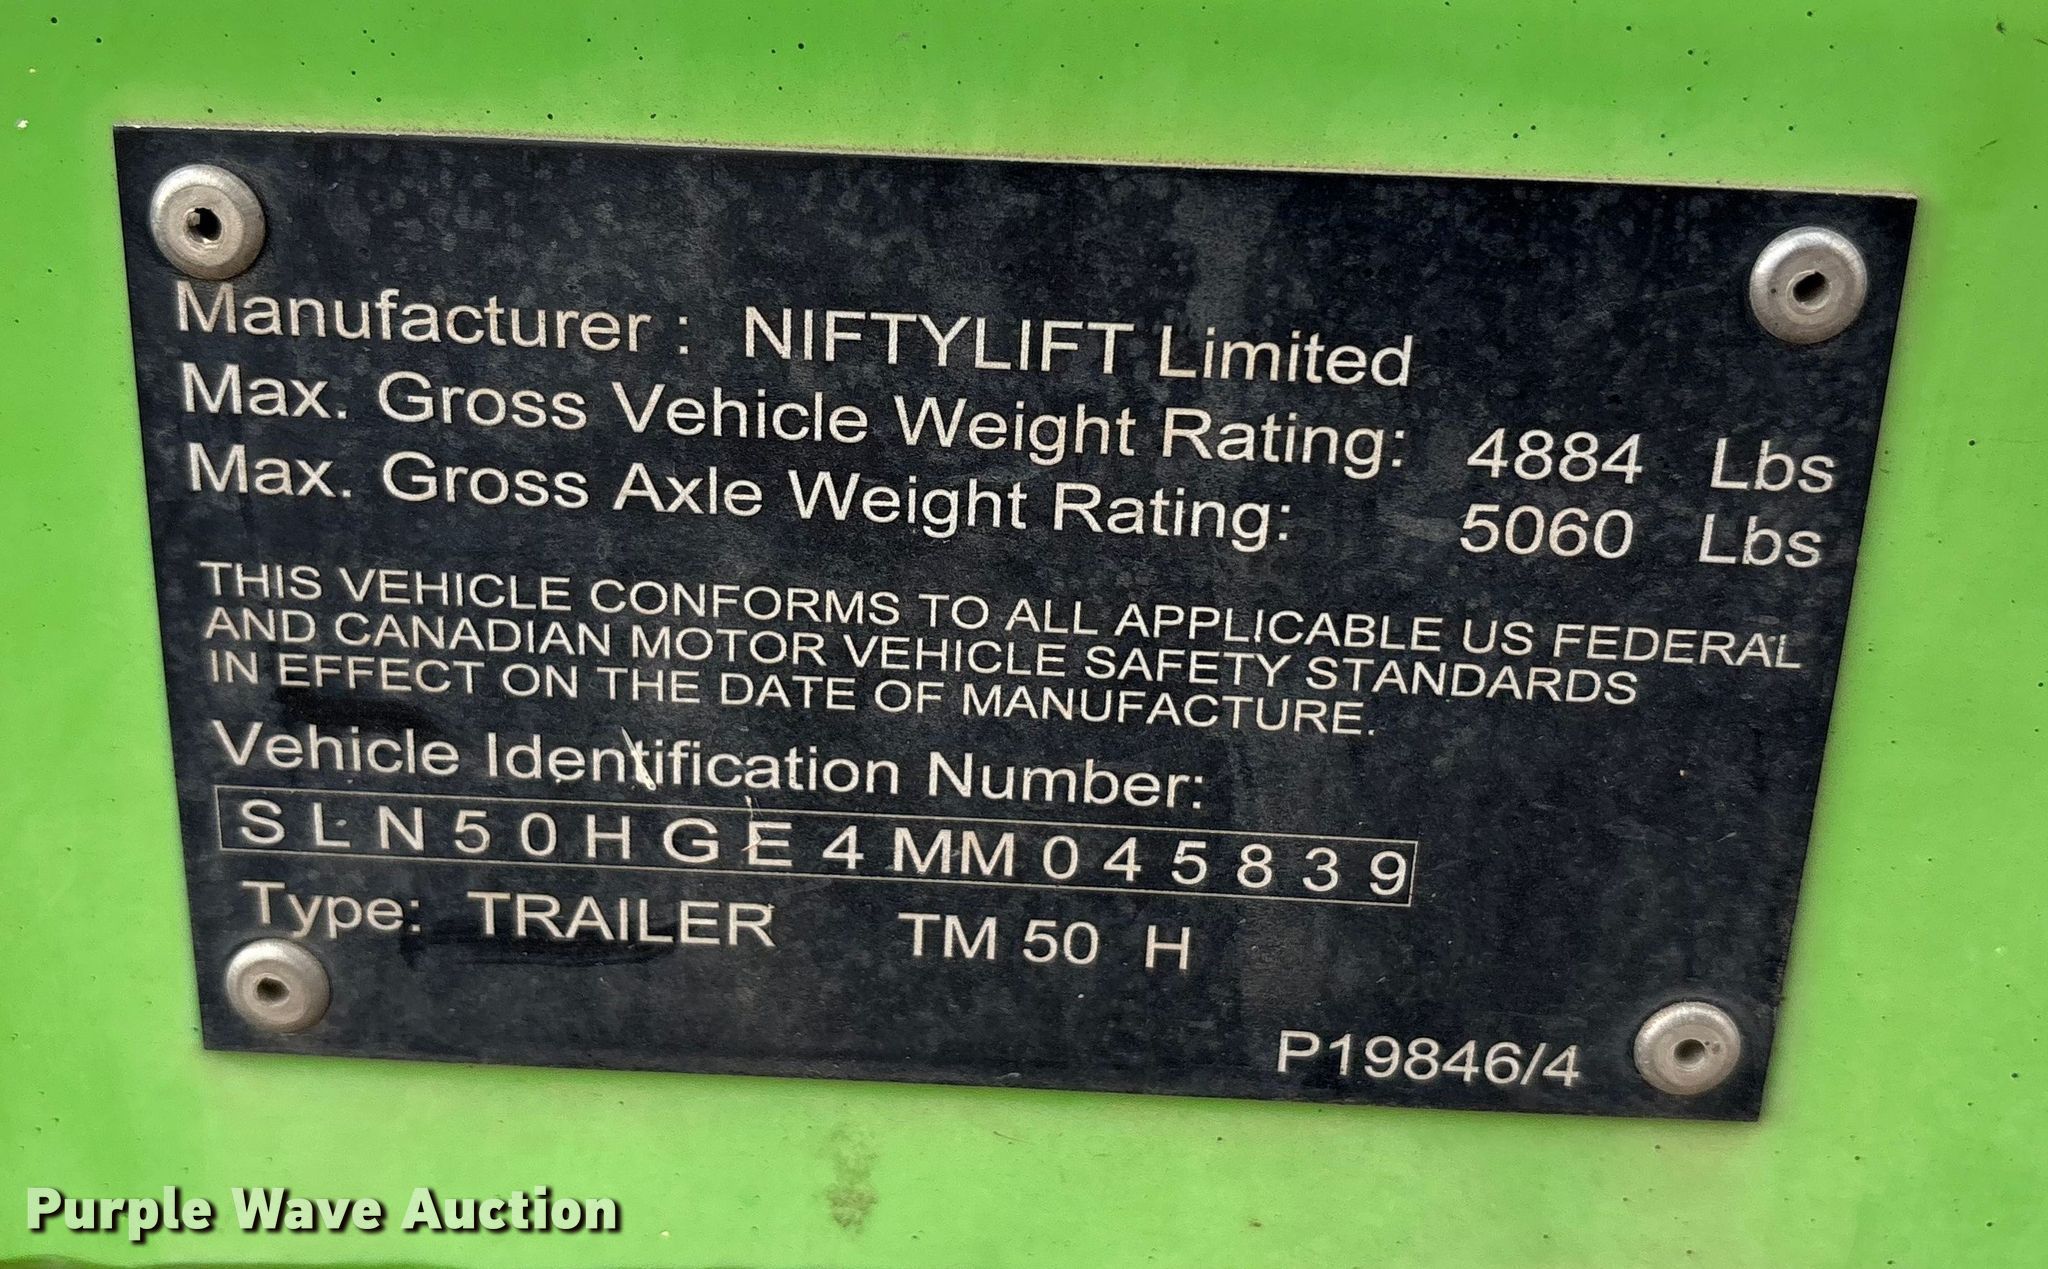 Manufacturer : NIFTYLIFT Limited
Max. Gross Vehicle Weight Rating: 4884 Lbs
Max. Gross Axle Weight Rating: 5060 Lbs
THIS VEHICLE CONFORMS TO ALL APPLICABLE US FEDERAL
AND CANADIAN MOTOR VEHICLE SAFETY STANDARDS
IN EFFECT ON THE DATE OF MANUFACTURE.
Vehicle Identification Number:
SLN50HGE4MM045839
Type: TRAILER TM 50 H
P19846/4
Purple Wave Auction